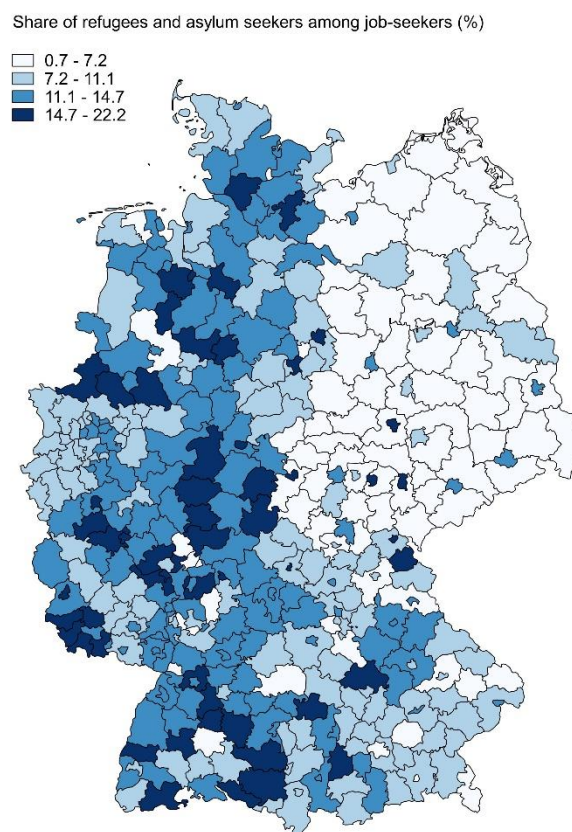 Share of refugees and asylum seekers among job-seekers (%)
0.7 - 7.2
7.2 - 11.1
11.1 - 14.7
14.7 - 22.2